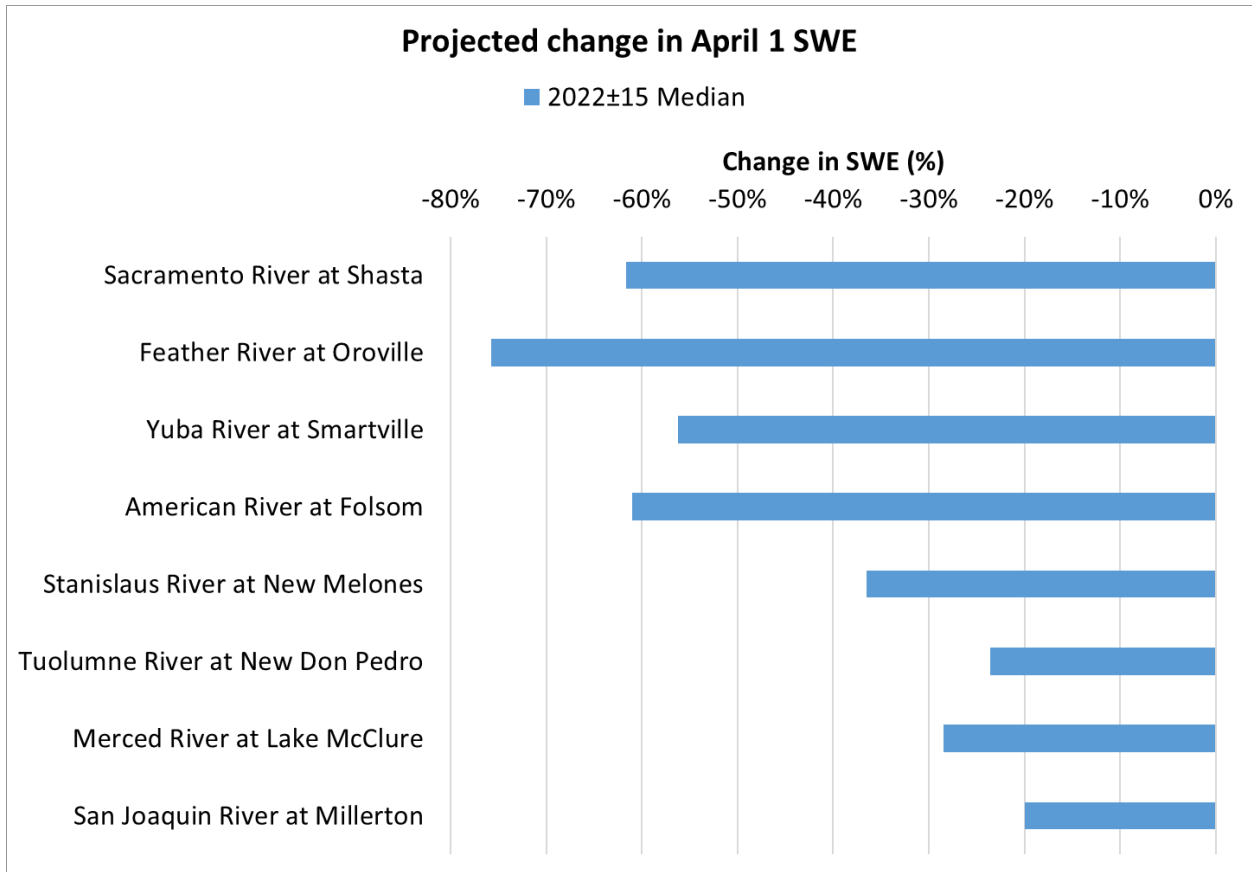 Projected change in April 1 SWE
2022±15 Median
Change in SWE (%)
-80% -70% -60% -50% -40% -30% -20% -10% 0%
Sacramento River at Shasta
Feather River at Oroville
Yuba River at Smartville
American River at Folsom
Stanislaus River at New Melones
Tuolumne River at New Don Pedro
Merced River at Lake McClure
San Joaquin River at Millerton